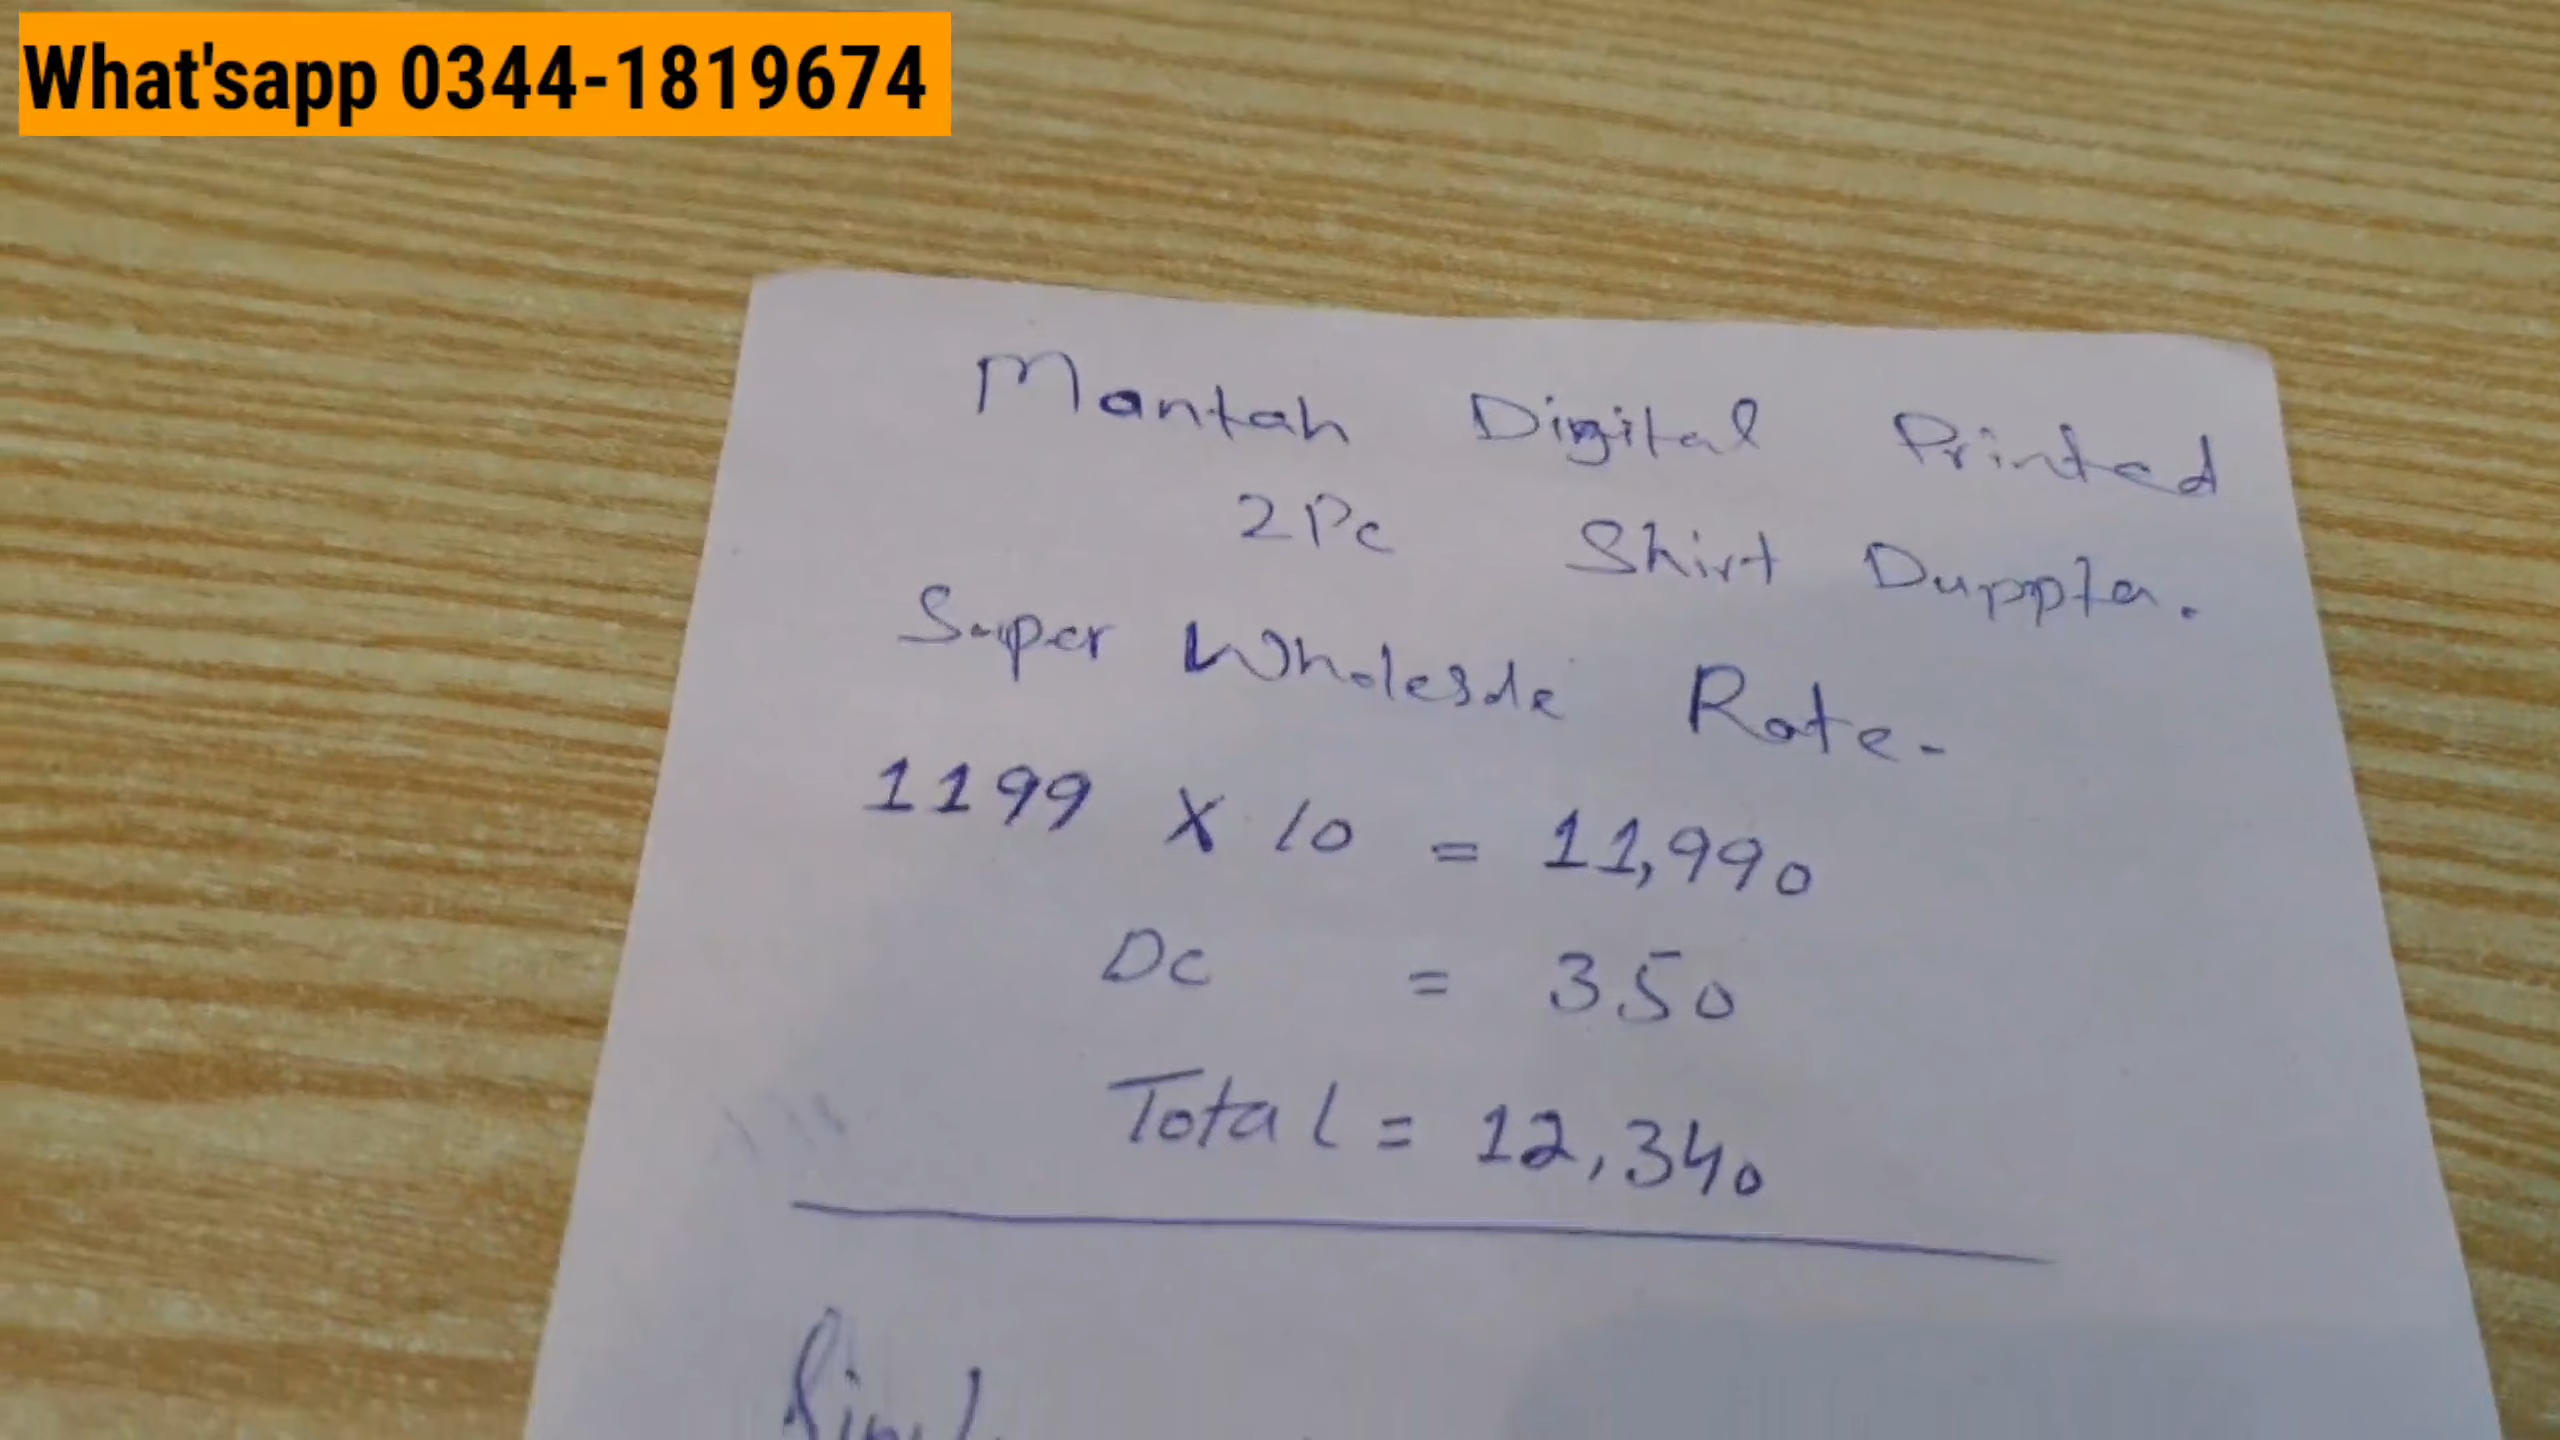 What'sapp 0344-1819674
Mantah Digital Printed
2Pc Shirt Duppta.
Super Wholesale Rate-
1199 X 10 = 11,990
Dc = 350
Total = 12,340